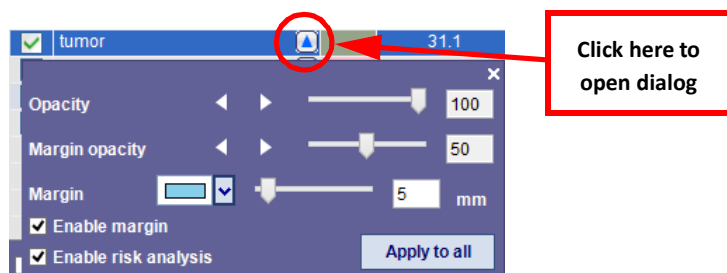 tumor 31.1
Click here to
open dialog
×
Opacity 100
Margin opacity 50
Margin 5 mm
Enable margin
Enable risk analysis
Apply to all